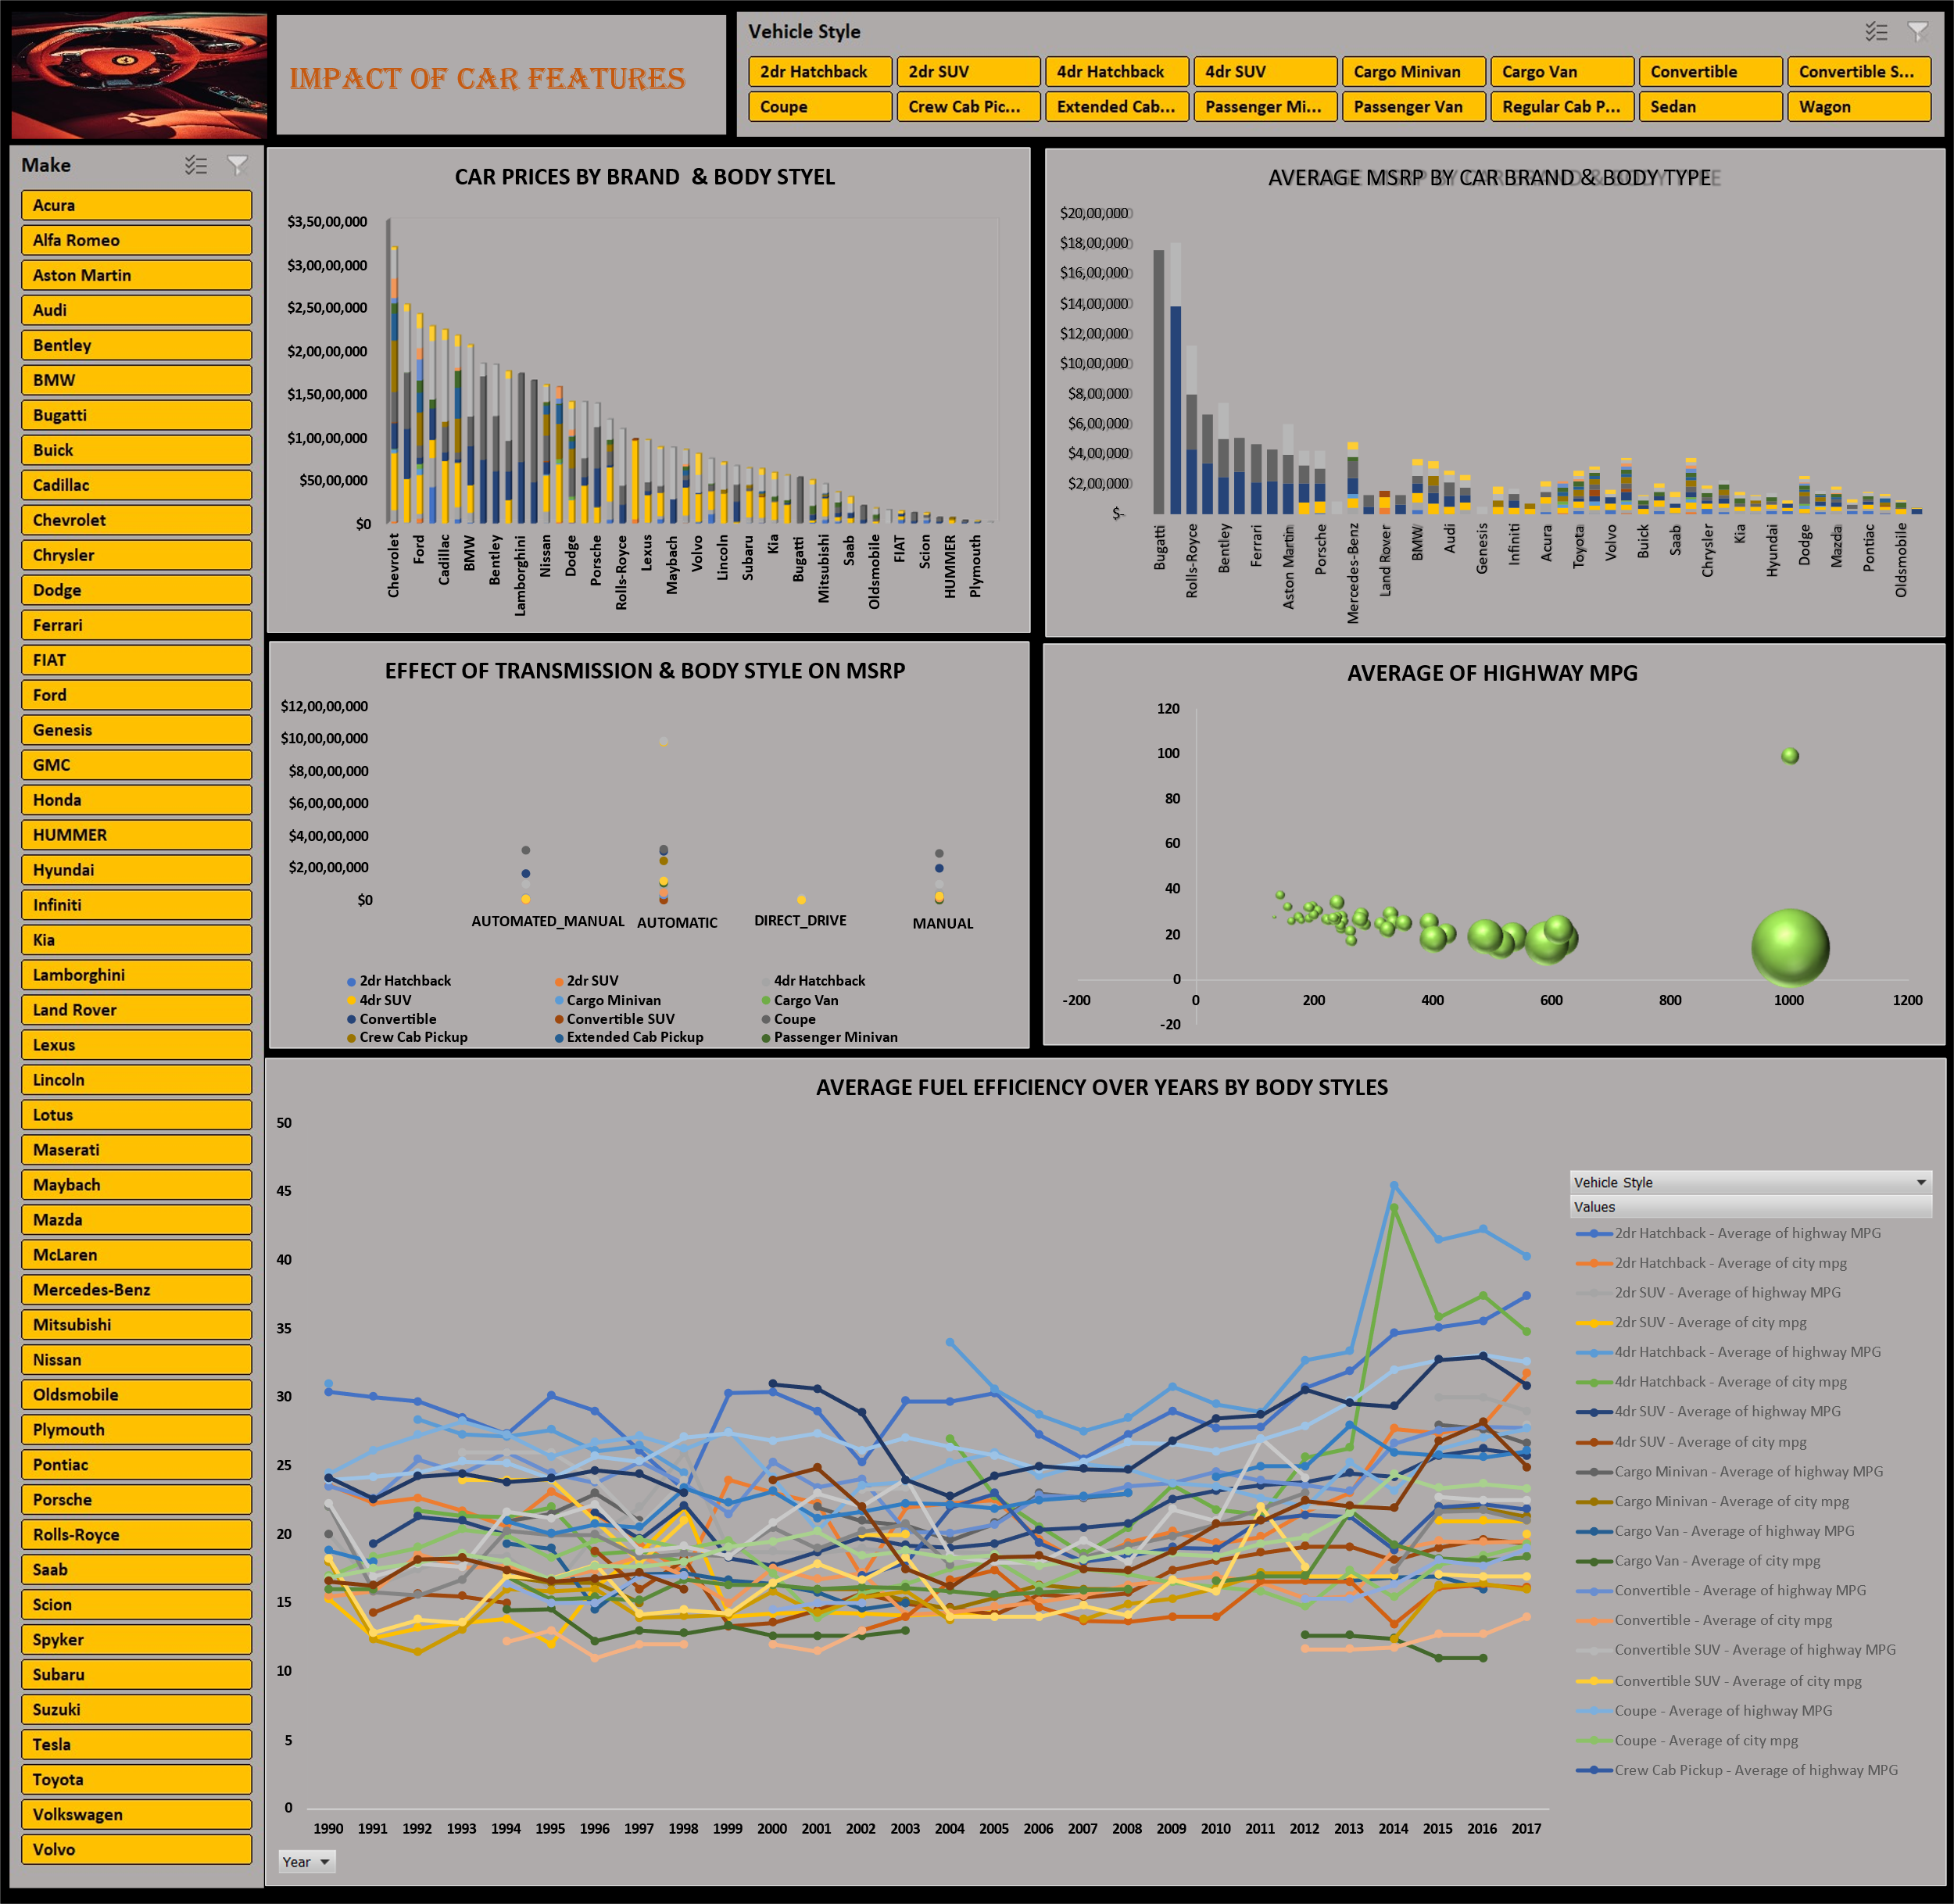 IMPACT OF CAR FEATURES
Vehicle Style
2dr Hatchback
2dr SUV
4dr Hatchback
4dr SUV
Cargo Minivan
Cargo Van
Convertible
Convertible S...
Coupe
Crew Cab Pic...
Extended Cab...
Passenger Mi...
Passenger Van
Regular Cab P...
Sedan
Wagon
Make
Acura
Alfa Romeo
Aston Martin
Audi
Bentley
BMW
Bugatti
Buick
Cadillac
Chevrolet
Chrysler
Dodge
Ferrari
FIAT
Ford
Genesis
GMC
Honda
HUMMER
Hyundai
Infiniti
Kia
Lamborghini
Land Rover
Lexus
Lincoln
Lotus
Maserati
Maybach
Mazda
McLaren
Mercedes-Benz
Mitsubishi
Nissan
Oldsmobile
Plymouth
Pontiac
Porsche
Rolls-Royce
Saab
Scion
Spyker
Subaru
Suzuki
Tesla
Toyota
Volkswagen
Volvo
CAR PRICES BY BRAND & BODY STYEL
$3,50,00,000
$3,00,00,000
$2,50,00,000
$2,00,00,000
$1,50,00,000
$1,00,00,000
$50,00,000
$0
Chevrolet
Ford
Cadillac
BMW
Bentley
Lamborghini
Nissan
Dodge
Porsche
Rolls-Royce
Lexus
Maybach
Volvo
Lincoln
Subaru
Kia
Bugatti
Mitsubishi
Saab
Oldsmobile
FIAT
Scion
HUMMER
Plymouth
AVERAGE MSRP BY CAR BRAND & BODY TYPE
$20,00,000
$18,00,000
$16,00,000
$14,00,000
$12,00,000
$10,00,000
$8,00,000
$6,00,000
$4,00,000
$2,00,000
$-
Bugatti
Rolls-Royce
Bentley
Ferrari
Aston Martin
Porsche
Mercedes-Benz
Land Rover
BMW
Audi
Genesis
Infiniti
Acura
Toyota
Volvo
Buick
Saab
Chrysler
Kia
Hyundai
Dodge
Mazda
Pontiac
Oldsmobile
EFFECT OF TRANSMISSION & BODY STYLE ON MSRP
$12,00,00,000
$10,00,00,000
$8,00,00,000
$6,00,00,000
$4,00,00,000
$2,00,00,000
$0
AUTOMATED_MANUAL
AUTOMATIC
DIRECT_DRIVE
MANUAL
2dr Hatchback
2dr SUV
4dr Hatchback
4dr SUV
Cargo Minivan
Cargo Van
Convertible
Convertible SUV
Coupe
Crew Cab Pickup
Extended Cab Pickup
Passenger Minivan
AVERAGE OF HIGHWAY MPG
120
100
80
60
40
20
0
-20
-200
0
200
400
600
800
1000
1200
AVERAGE FUEL EFFICIENCY OVER YEARS BY BODY STYLES
50
45
40
35
30
25
20
15
10
5
0
1990
1991
1992
1993
1994
1995
1996
1997
1998
1999
2000
2001
2002
2003
2004
2005
2006
2007
2008
2009
2010
2011
2012
2013
2014
2015
2016
2017
Year
Vehicle Style
Values
2dr Hatchback - Average of highway MPG
2dr Hatchback - Average of city mpg
2dr SUV - Average of highway MPG
2dr SUV - Average of city mpg
4dr Hatchback - Average of highway MPG
4dr Hatchback - Average of city mpg
4dr SUV - Average of highway MPG
4dr SUV - Average of city mpg
Cargo Minivan - Average of highway MPG
Cargo Minivan - Average of city mpg
Cargo Van - Average of highway MPG
Cargo Van - Average of city mpg
Convertible - Average of highway MPG
Convertible - Average of city mpg
Convertible SUV - Average of highway MPG
Convertible SUV - Average of city mpg
Coupe - Average of highway MPG
Coupe - Average of city mpg
Crew Cab Pickup - Average of highway MPG